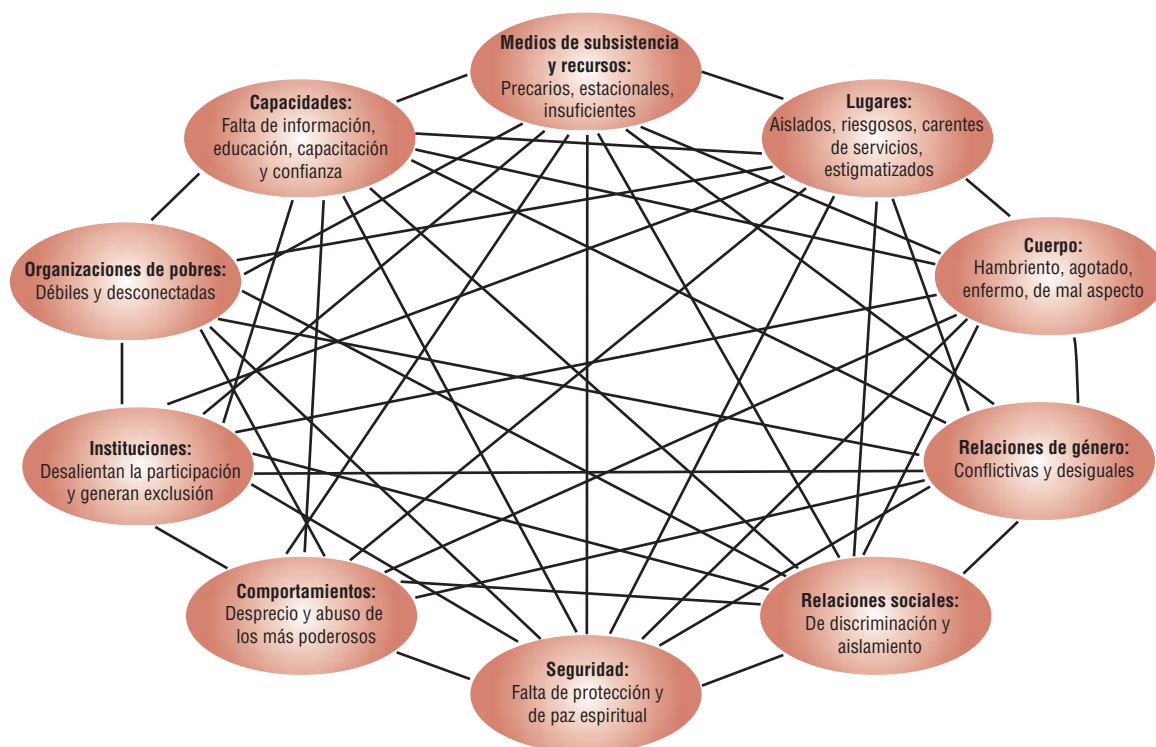 Medios de subsistencia
y recursos:
Precarios, estacionales,
insuficientes
Capacidades:
Falta de información,
educación, capacitación
y confianza
Lugares:
Aislados, riesgosos, carentes
de servicios,
estigmatizados
Organizaciones de pobres:
Débiles y desconectadas
Cuerpo:
Hambriento, agotado,
enfermo, de mal aspecto
Instituciones:
Desalientan la participación
y generan exclusión
Relaciones de género:
Conflictivas y desiguales
Comportamientos:
Desprecio y abuso de
los más poderosos
Relaciones sociales:
De discriminación y
aislamiento
Seguridad:
Falta de protección y
de paz espiritual